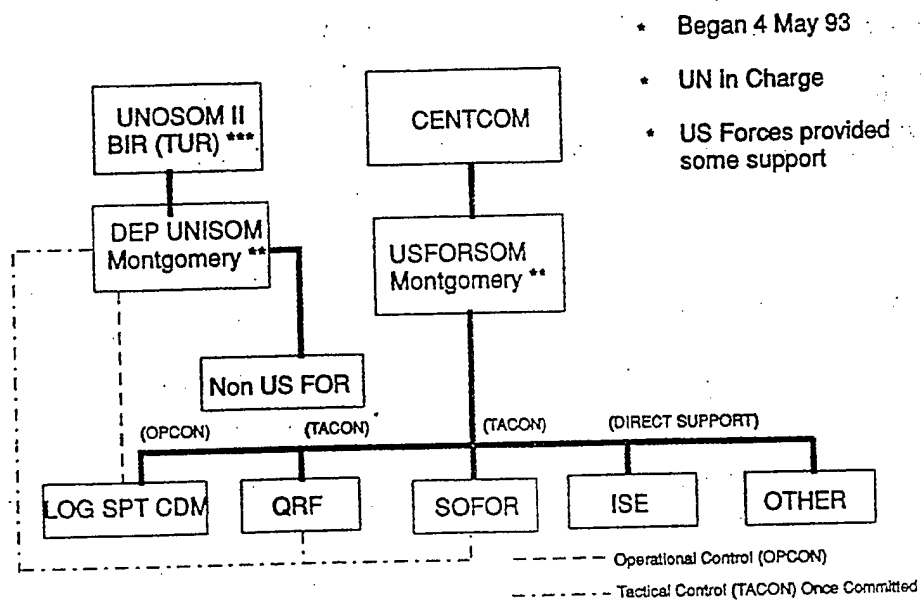 * Began 4 May 93
* UN in Charge
* US Forces provided
some support
UNOSOM II
BIR (TUR) ***
CENTCOM
DEP UNISOM
Montgomery **
USFORSOM
Montgomery **
Non US FOR
(OPCON)
(TACON)
(TACON)
(DIRECT SUPPORT)
LOG SPT CDM
QRF
SOFOR
ISE
OTHER
Operational Control (OPCON)
Tactical Control (TACON) Once Committed